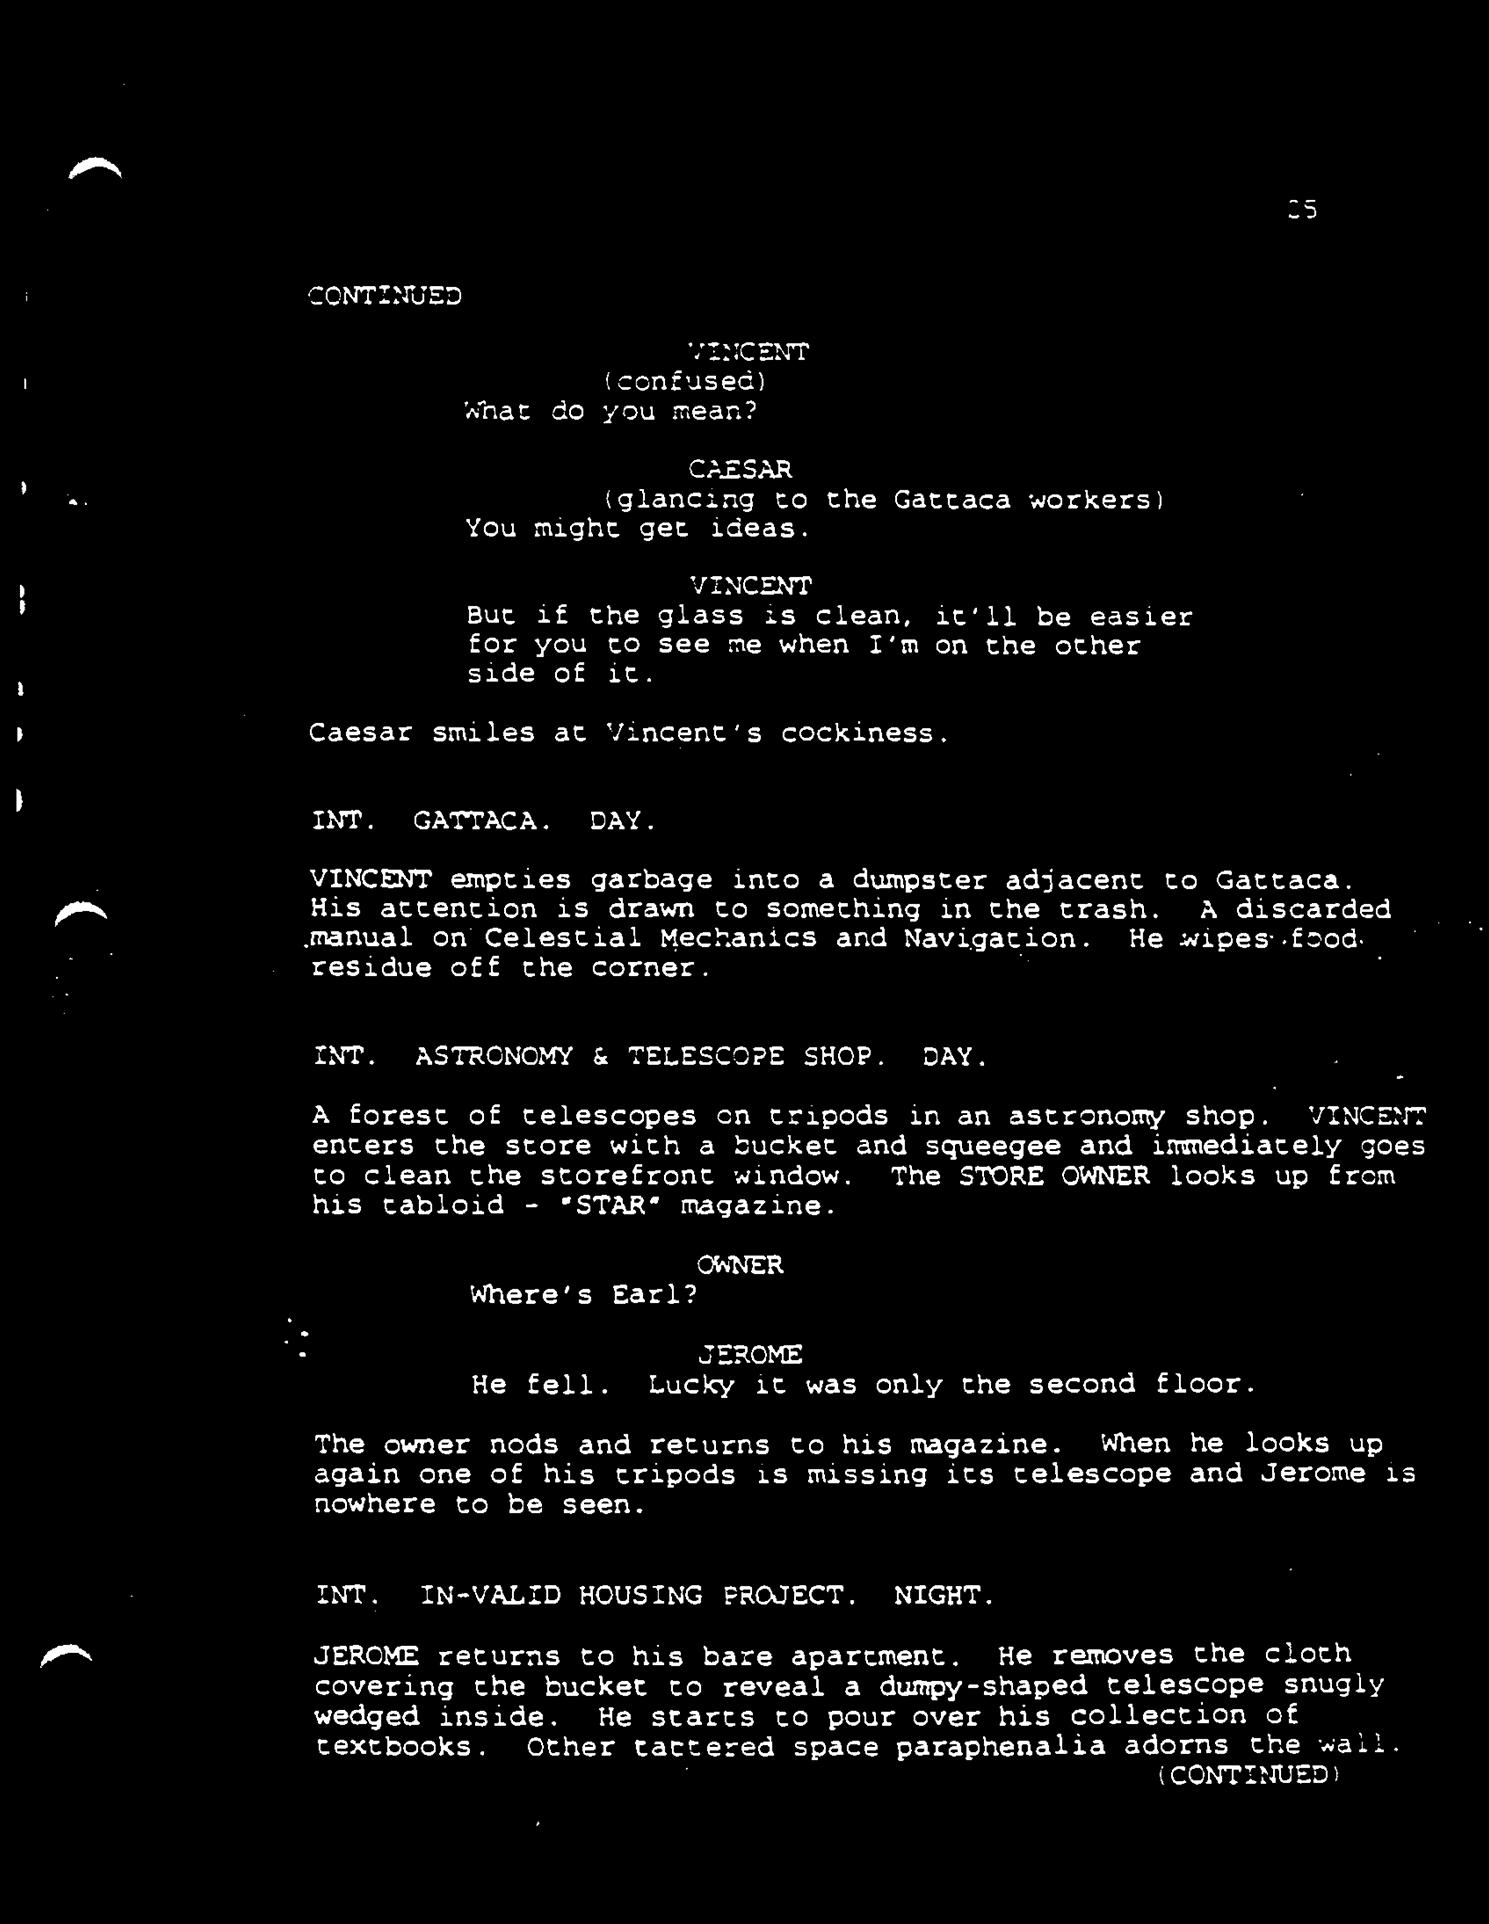 CONTINUED
VINCENT
(confused)
What do you mean?
CAESAR
(glancing to the Gattaca workers)
You might get ideas.
VINCENT
But if the glass is clean, it'll be easier
for you to see me when I'm on the other
side of it.
Caesar smiles at Vincent's cockiness.
INT.  GATTACA.  DAY.
VINCENT empties garbage into a dumpster adjacent to Gattaca.
His attention is drawn to something in the trash.  A discarded
manual on Celestial Mechanics and Navigation.  He wipes food
residue off the corner.
INT.  ASTRONOMY & TELESCOPE SHOP.  DAY.
A forest of telescopes on tripods in an astronomy shop.  VINCENT
enters the store with a bucket and squeegee and immediately goes
to clean the storefront window.  The STORE OWNER looks up from
his tabloid - "STAR" magazine.
OWNER
Where's Earl?
JEROME
He fell.  Lucky it was only the second floor.
The owner nods and returns to his magazine.  When he looks up
again one of his tripods is missing its telescope and Jerome is
nowhere to be seen.
INT.  IN-VALID HOUSING PROJECT.  NIGHT.
JEROME returns to his bare apartment.  He removes the cloth
covering the bucket to reveal a dumpy-shaped telescope snugly
wedged inside.  He starts to pour over his collection of
textbooks.  Other tattered space paraphenalia adorns the wall.
(CONTINUED)